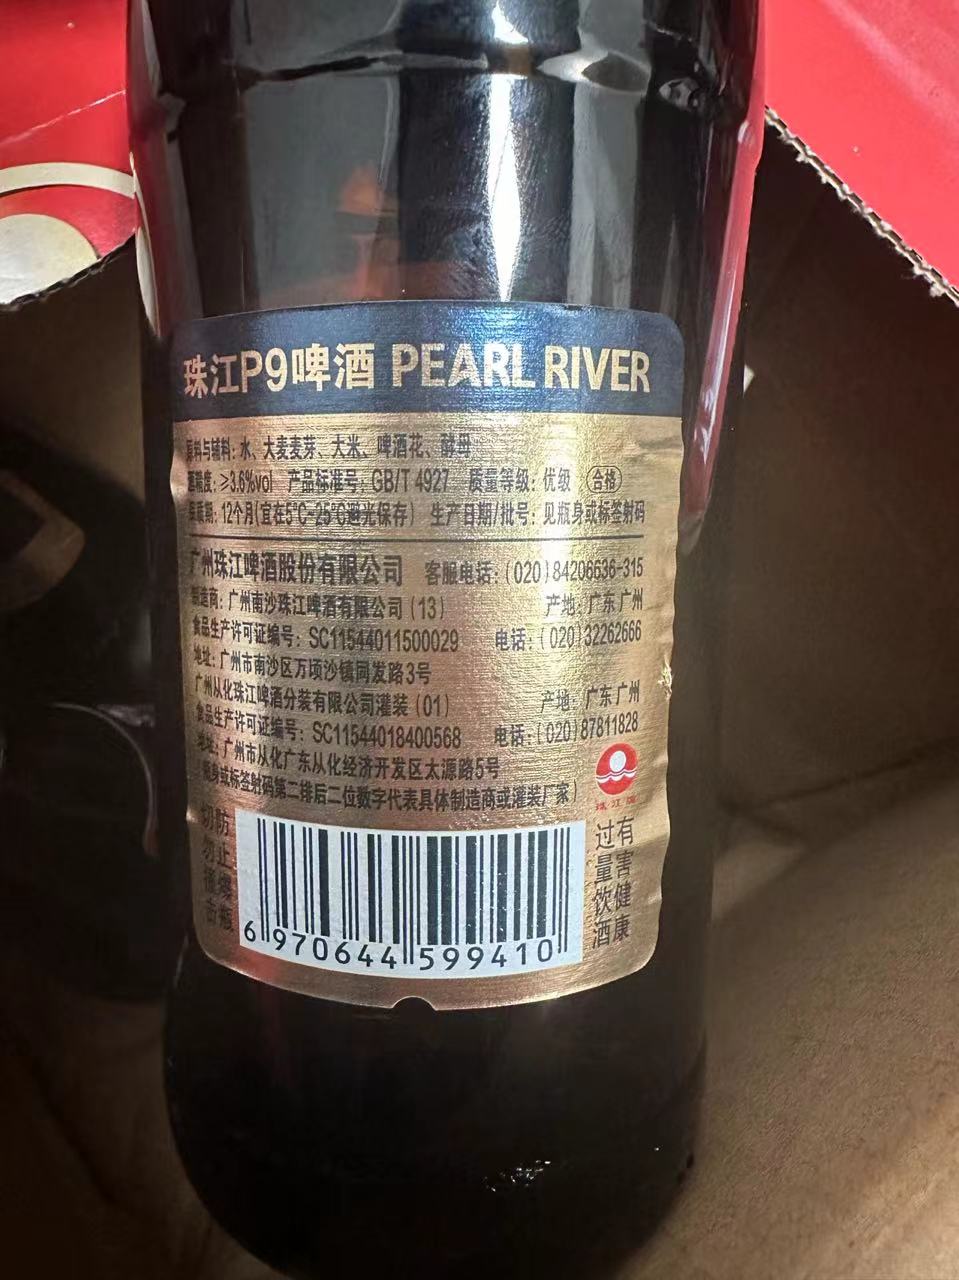 珠江P9啤酒 PEARL RIVER
原料与辅料: 水、大麦麦芽、大米、啤酒花、酵母
酒精度: ≥3.6%vol 产品标准号: GB/T 4927 质量等级: 优级 合格
保质期: 12个月(宜在5℃-25℃避光保存) 生产日期/批号: 见瓶身或标签射码
广州珠江啤酒股份有限公司 客服电话: (020)84206636-315
制造商: 广州南沙珠江啤酒有限公司 (13) 产地: 广东 广州
食品生产许可证编号: SC11544011500029 电话: (020)32262666
地址: 广州市南沙区万顷沙镇同发路3号
广州从化珠江啤酒分装有限公司灌装 (01) 产地: 广东 广州
食品生产许可证编号: SC11544018400568 电话: (020)87811828
地址: 广州市从化广东从化经济开发区太源路5号
瓶身或标签射码第二排后二位数字代表具体制造商或灌装厂家)
珠江牌
切勿撞击
防止爆瓶
6 970644 599410
过量饮酒
有害健康